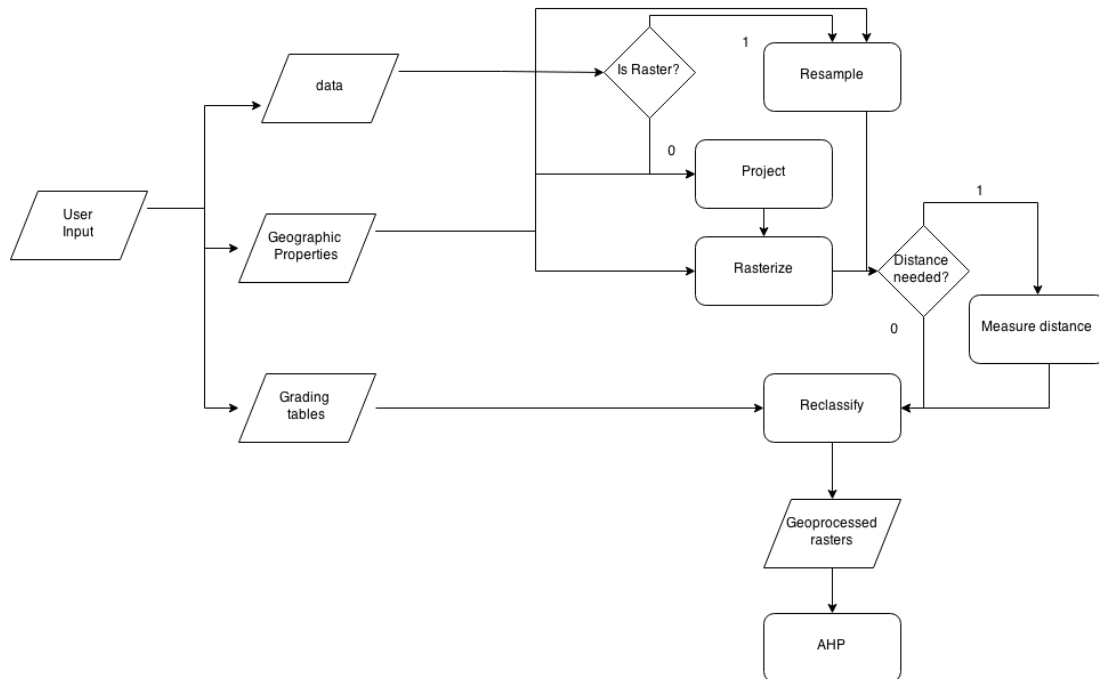 data
Is Raster?
1
Resample
0
Project
User
Input
1
Geographic
Properties
Rasterize
Distance
needed?
0
Measure distance
Grading
tables
Reclassify
Geoprocessed
rasters
AHP